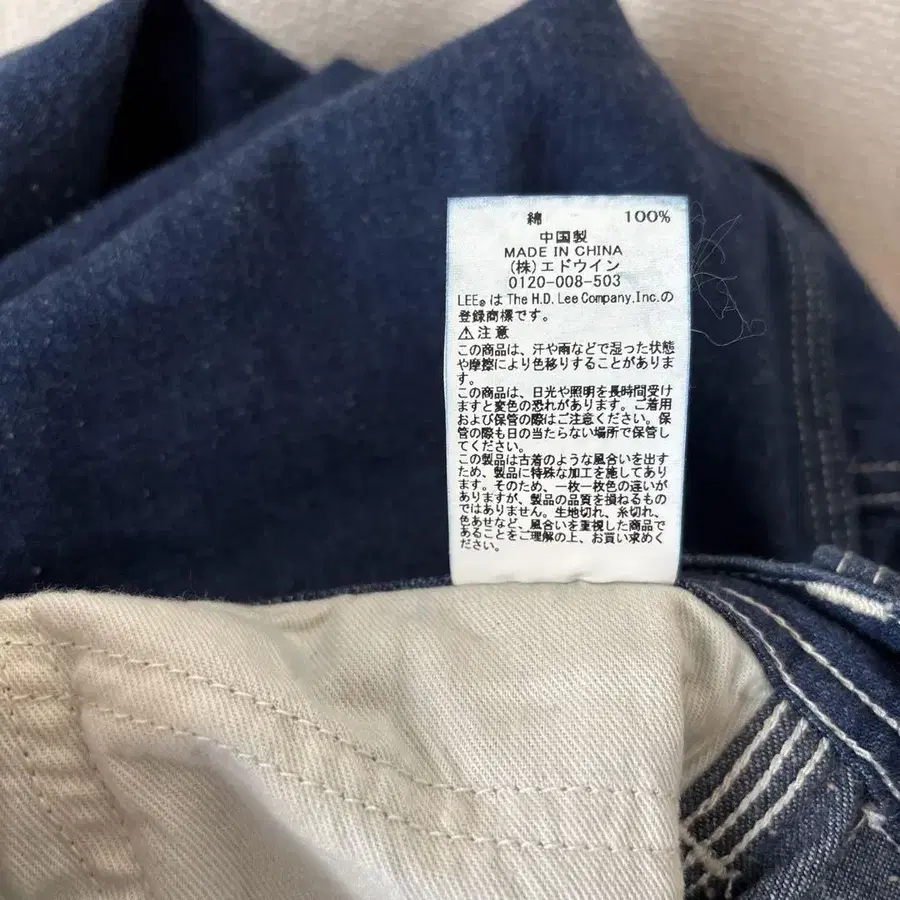 綿 100%
中国製
MADE IN CHINA
(株)エドウイン
0120-008-503
LEE®は The H.D. Lee Company, Inc.の
登録商標です。
⚠注意
この商品は、汗や雨などで湿った状態
や摩擦により色移りすることがありま
す。
この商品は、日光や照明を長時間受け
ますと変色の恐れがあります。ご着用
および保管の際はご注意ください。保
管の際も日の当たらない場所で保管し
てください。
この製品は古着のような風合いを出す
ため、製品に特殊な加工を施してあり
ます。そのため、一枚一枚色の違いが
ありますが、製品の品質を損ねるもの
ではありません。生地切れ、糸切れ、
色あせなど、風合いを重視した商品で
あることをご理解の上、お買い求めく
ださい。